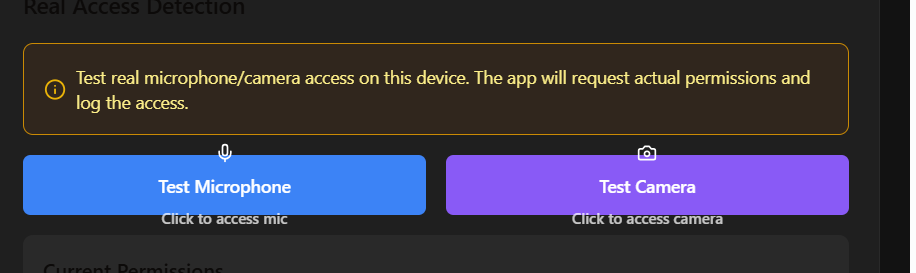 Real Access Detection
Test real microphone/camera access on this device. The app will request actual permissions and
log the access.
Test Microphone
Click to access mic
Test Camera
Click to access camera
Current Permissions